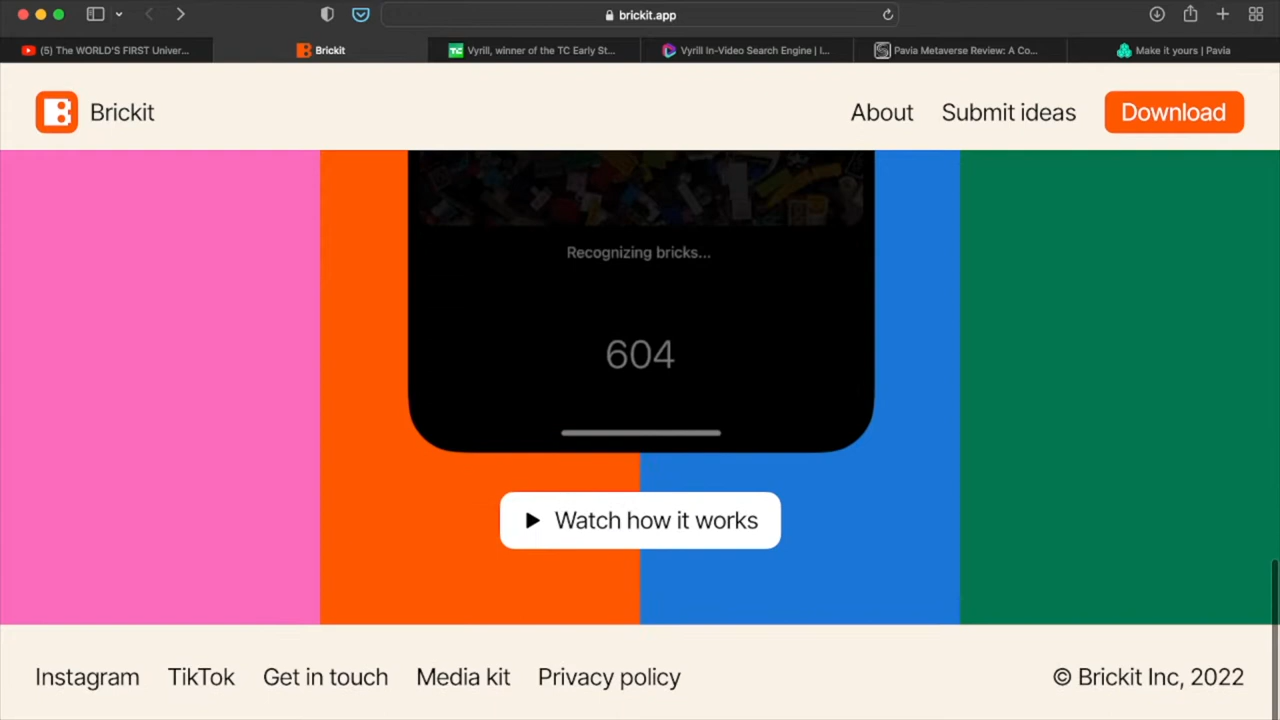 brickit.app
(5) The WORLD'S FIRST Univer...
Brickit
TC Vyrill, winner of the TC Early St...
Vyrill In-Video Search Engine | I...
Pavia Metaverse Review: A Co...
Make it yours | Pavia
Brickit
About
Submit ideas
Download
Recognizing bricks...
604
Watch how it works
Instagram
TikTok
Get in touch
Media kit
Privacy policy
© Brickit Inc, 2022